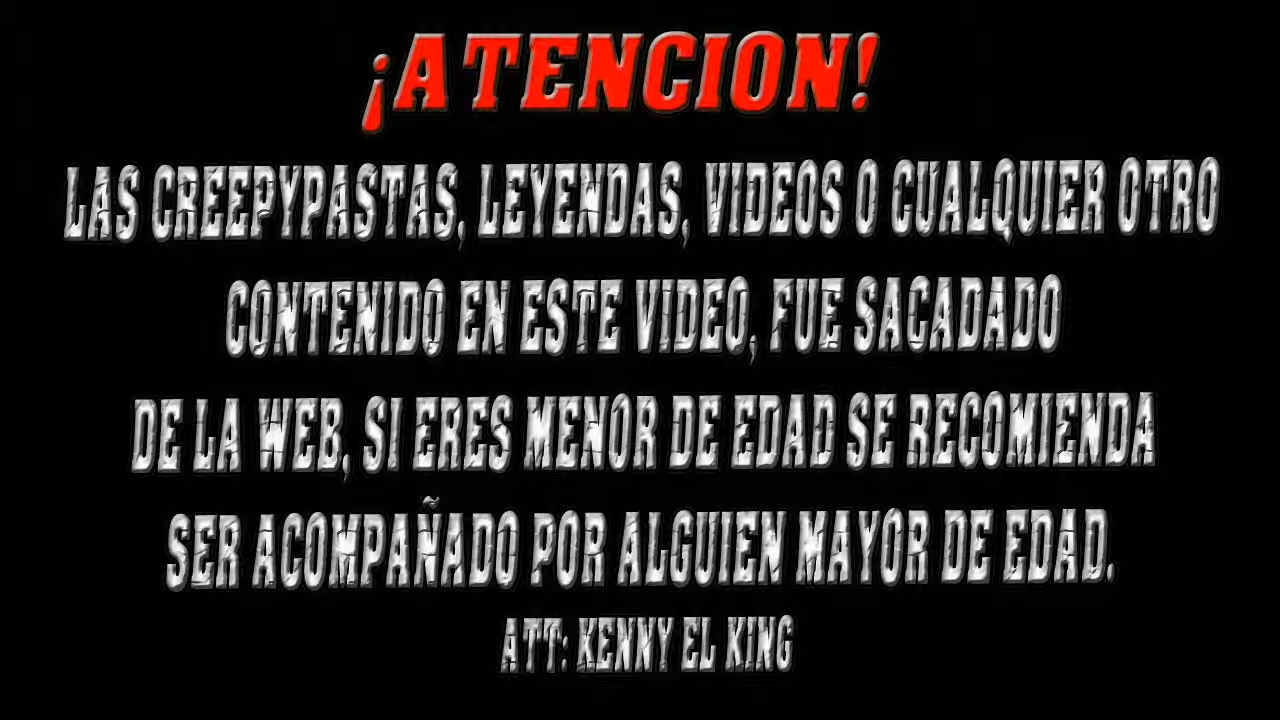 ¡ATENCION!
LAS CREEPYPASTAS, LEYENDAS, VIDEOS O CUALQUIER OTRO
CONTENIDO EN ESTE VIDEO, FUE SACADADO
DE LA WEB, SI ERES MENOR DE EDAD SE RECOMIENDA
SER ACOMPAÑADO POR ALGUIEN MAYOR DE EDAD.
ATT: KENNY EL KING